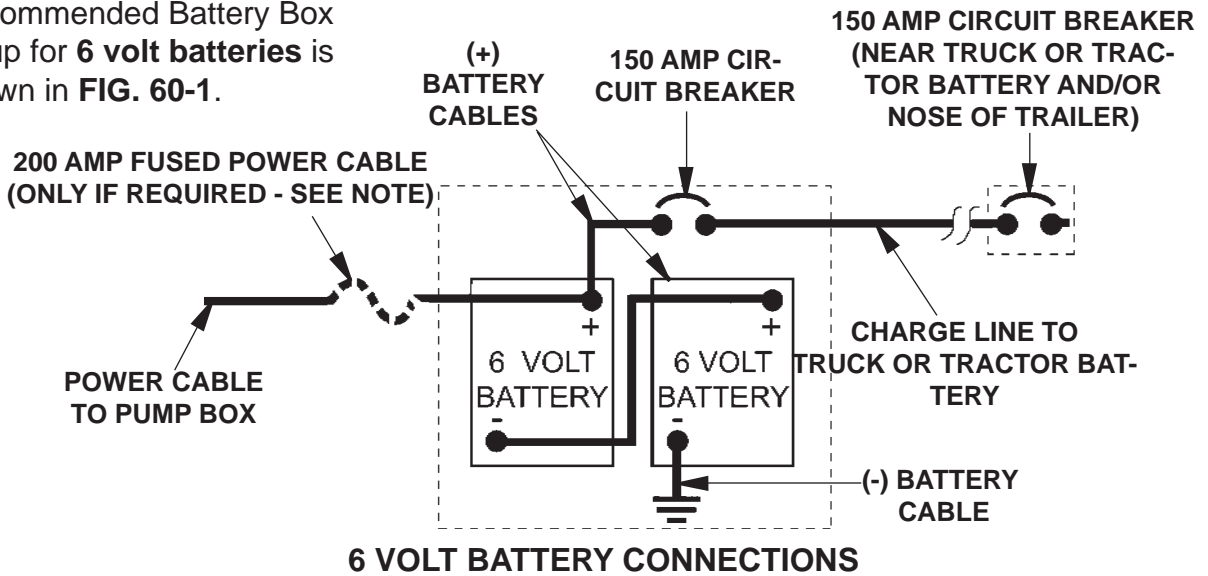 ommended Battery Box
up for 6 volt batteries is
wn in FIG. 60-1.
(+)
BATTERY
CABLES
150 AMP CIR-
CUIT BREAKER
150 AMP CIRCUIT BREAKER
(NEAR TRUCK OR TRAC-
TOR BATTERY AND/OR
NOSE OF TRAILER)
200 AMP FUSED POWER CABLE
(ONLY IF REQUIRED - SEE NOTE)
+
6 VOLT
BATTERY
-
+
6 VOLT
BATTERY
-
POWER CABLE
TO PUMP BOX
CHARGE LINE TO
TRUCK OR TRACTOR BAT-
TERY
(-) BATTERY
CABLE
6 VOLT BATTERY CONNECTIONS